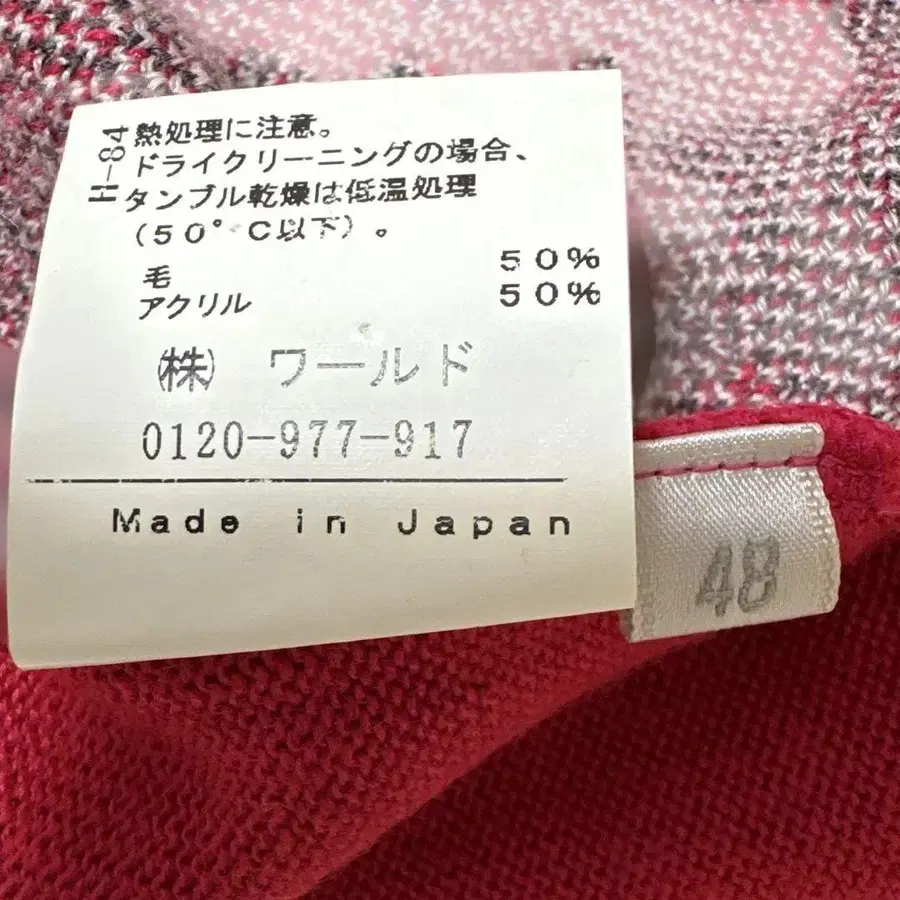 H-84
熱処理に注意。
ドライクリーニングの場合、
タンブル乾燥は低温処理
(50°C以下)。
毛 50%
アクリル 50%
㈱ ワールド
0120-977-917
Made in Japan
48